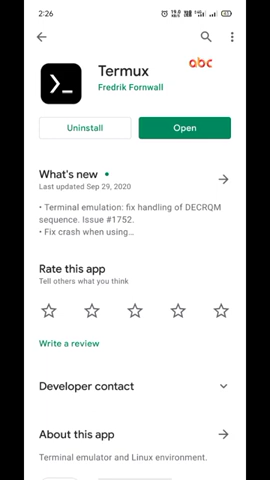 2:26
abc
Termux
Fredrik Fornwall
Uninstall
Open
What's new
Last updated Sep 29, 2020
• Terminal emulation: fix handling of DECRQM
sequence. Issue #1752.
• Fix crash when using...
Rate this app
Tell others what you think
Write a review
Developer contact
About this app
Terminal emulator and Linux environment.